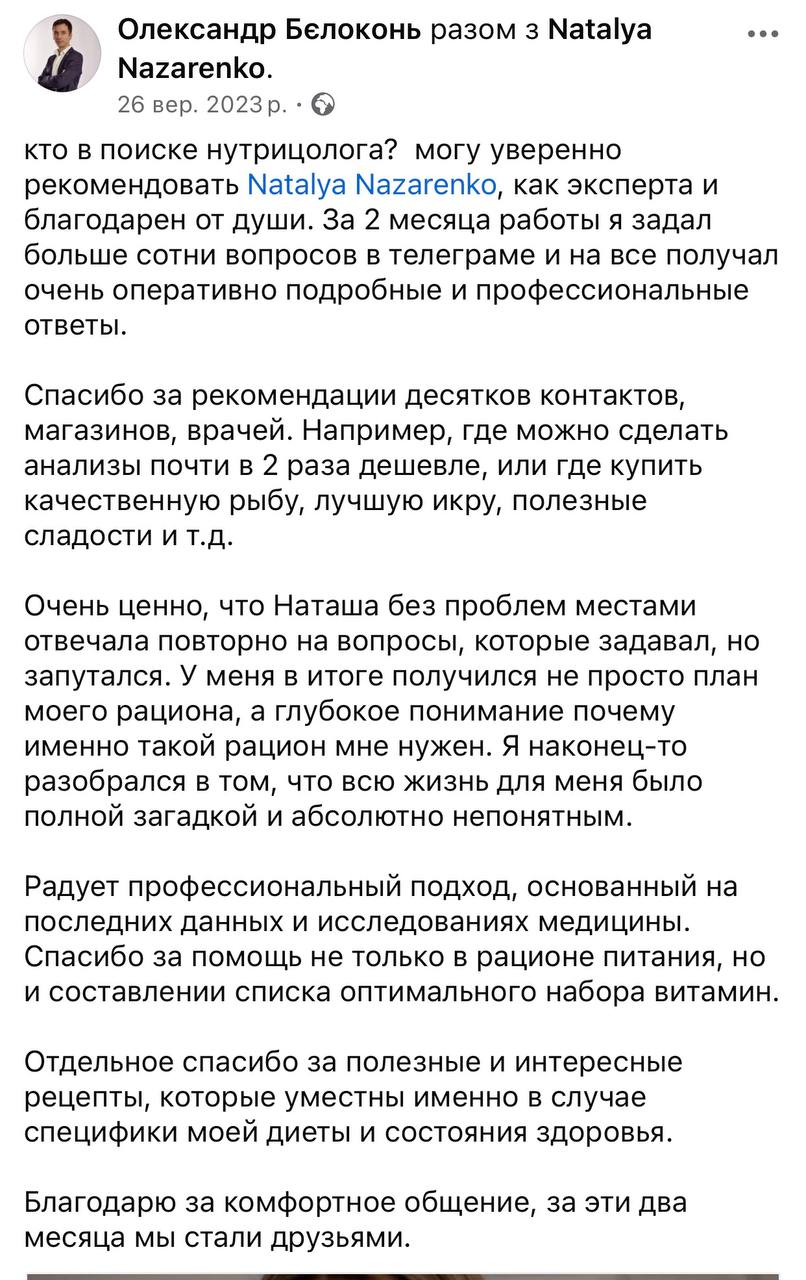 Олександр Бєлоконь разом з Natalya
Nazarenko.
26 вер. 2023 р. ·
кто в поиске нутрицолога?  могу уверенно
рекомендовать Natalya Nazarenko, как эксперта и
благодарен от души. За 2 месяца работы я задал
больше сотни вопросов в телеграме и на все получал
очень оперативно подробные и профессиональные
ответы.

Спасибо за рекомендации десятков контактов,
магазинов, врачей. Например, где можно сделать
анализы почти в 2 раза дешевле, или где купить
качественную рыбу, лучшую икру, полезные
сладости и т.д.

Очень ценно, что Наташа без проблем местами
отвечала повторно на вопросы, которые задавал, но
запутался. У меня в итоге получился не просто план
моего рациона, а глубокое понимание почему
именно такой рацион мне нужен. Я наконец-то
разобрался в том, что всю жизнь для меня было
полной загадкой и абсолютно непонятным.

Радует профессиональный подход, основанный на
последних данных и исследованиях медицины.
Спасибо за помощь не только в рационе питания, но
и составлении списка оптимального набора витамин.

Отдельное спасибо за полезные и интересные
рецепты, которые уместны именно в случае
специфики моей диеты и состояния здоровья.

Благодарю за комфортное общение, за эти два
месяца мы стали друзьями.